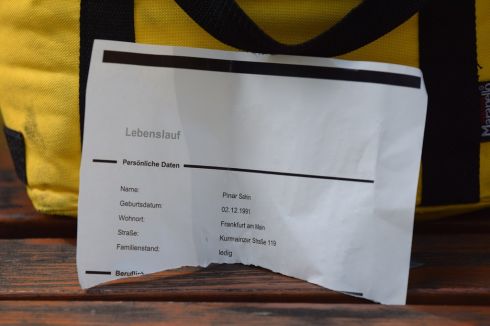 Lebenslauf
Persönliche Daten
Name: Pinar Sahin
Geburtsdatum: 02.12.1991
Wohnort: Frankfurt am Main
Straße: Kurmainzer Straße 119
Familienstand: ledig
Maranello